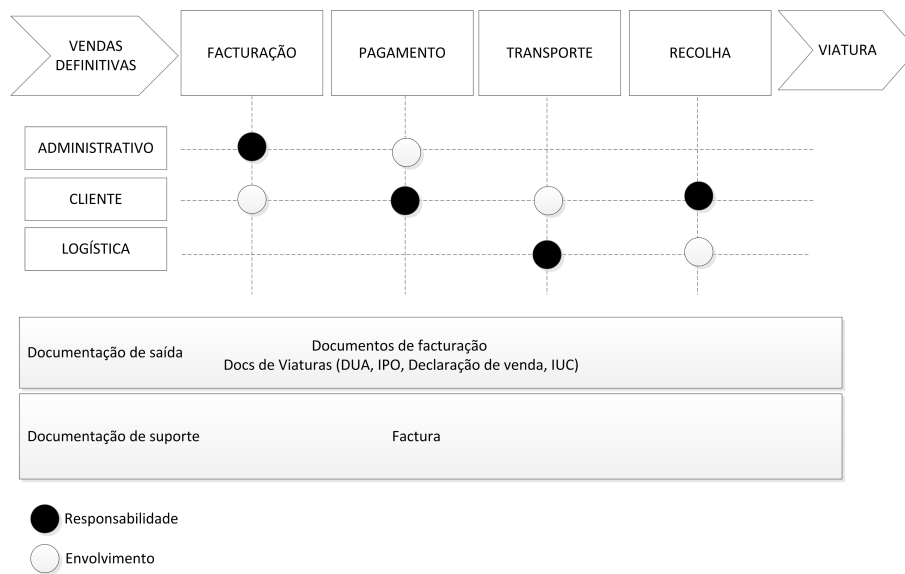 VENDAS
DEFINITIVAS
FACTURAÇÃO
PAGAMENTO
TRANSPORTE
RECOLHA
VIATURA
ADMINISTRATIVO
CLIENTE
LOGÍSTICA
Documentação de saída
Documentos de facturação
Docs de Viaturas (DUA, IPO, Declaração de venda, IUC)
Documentação de suporte
Factura
Responsabilidade
Envolvimento